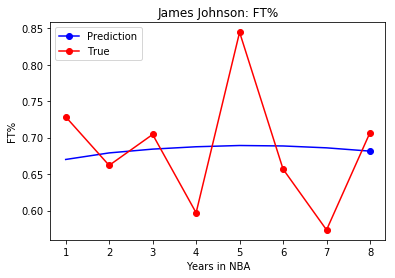 James Johnson: FT%
Prediction
True
FT%
0.85
0.80
0.75
0.70
0.65
0.60
1 2 3 4 5 6 7 8
Years in NBA